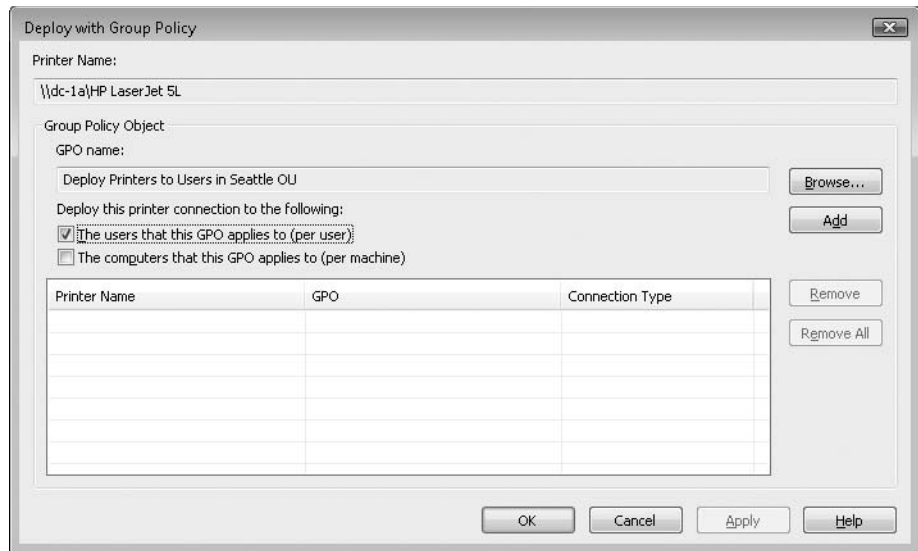 Deploy with Group Policy
Printer Name:
\\dc-1a\HP LaserJet 5L
Group Policy Object
GPO name:
Deploy Printers to Users in Seattle OU
Browse...
Deploy this printer connection to the following:
Add
The users that this GPO applies to (per user)
The computers that this GPO applies to (per machine)
Printer Name GPO Connection Type
Remove
Remove All
OK Cancel Apply Help